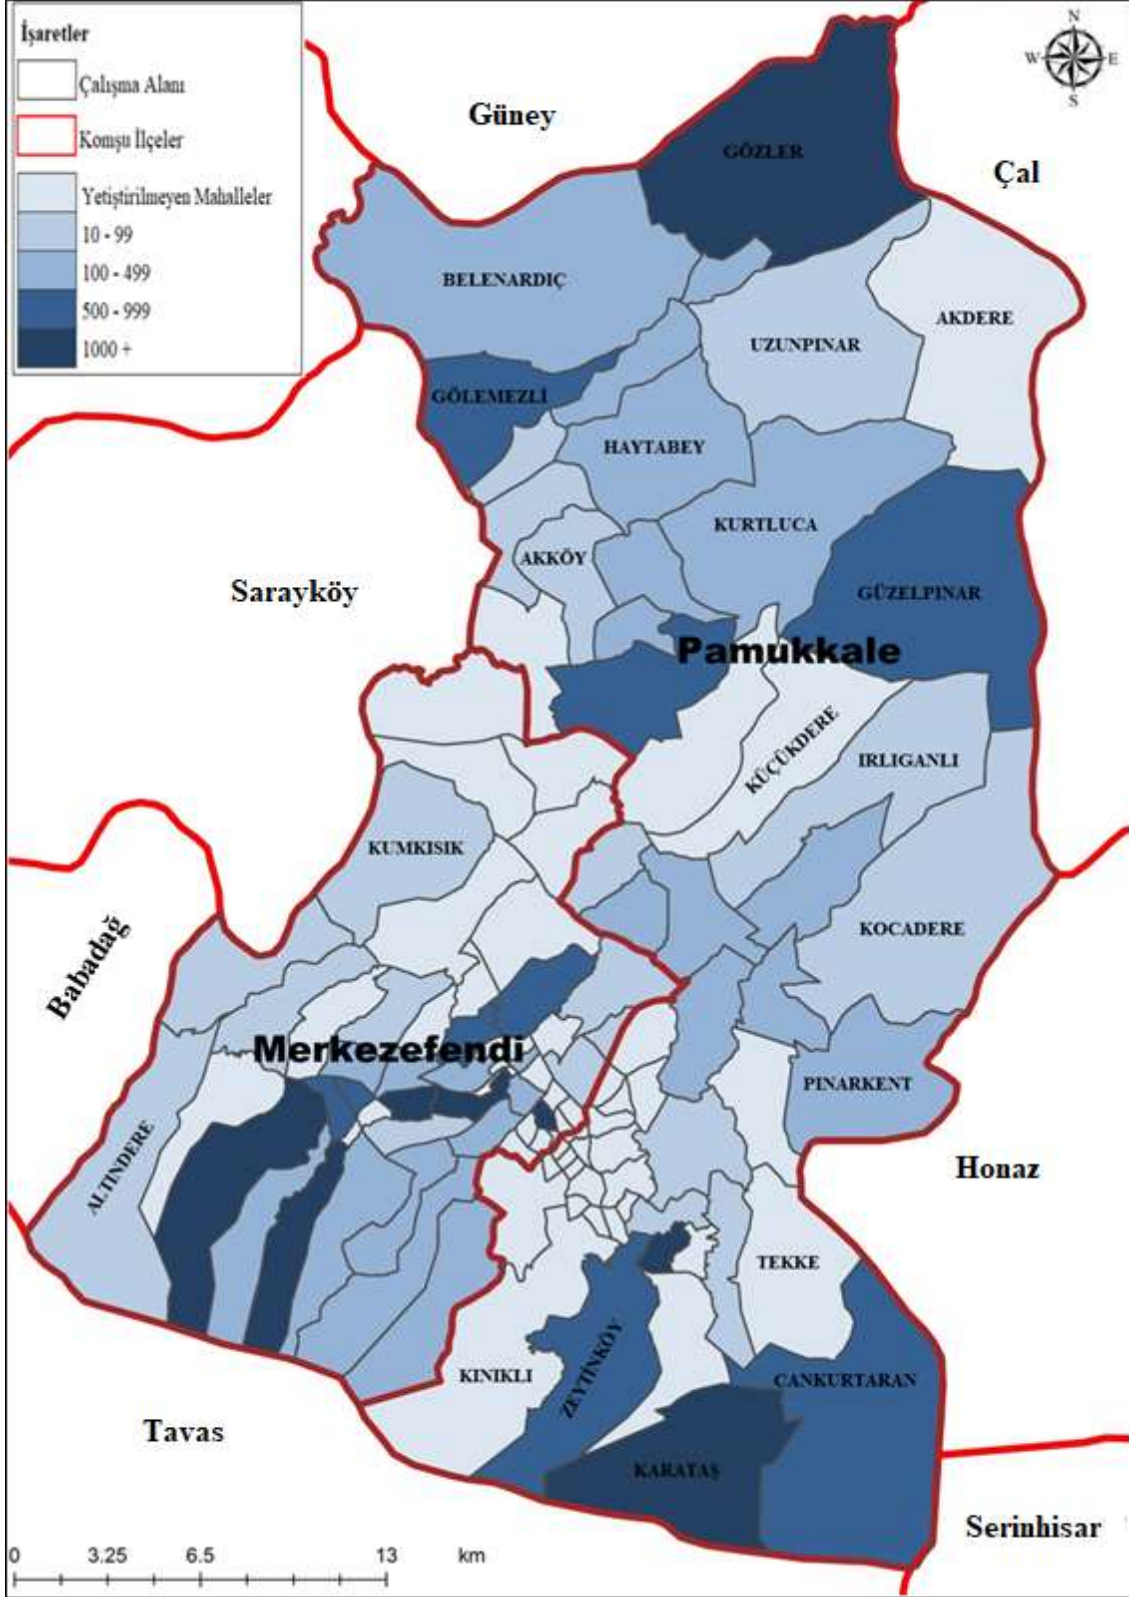 İşaretler
Çalışma Alanı
Komşu İlçeler
Yetiştirilmeyen Mahalleler
10 - 99
100 - 499
500 - 999
1000 +
N
W
E
S
Güney
Çal
GÖZLER
BELENARDIÇ
AKDERE
UZUNPINAR
GÖLEMEZLİ
HAYTABEY
KURTLUCA
AKKÖY
Sarayköy
GÜZELPINAR
Pamukkale
KÜÇÜKDERE
IRLIGANLI
KUMKISIK
KOCADERE
Babadağ
Merkezefendi
PINARKENT
ALTINDERE
Honaz
TEKKE
KINIKLI
ZEYTİNKÖY
CANKURTARAN
Tavas
KARATAŞ
Serinhisar
0 3.25 6.5 13 km